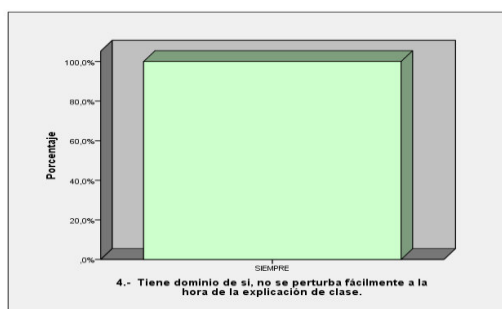 100,0%
80,0%
60,0%
40,0%
20,0%
,0%
Porcentaje
SIEMPRE
4.- Tiene dominio de si, no se perturba fácilmente a la
hora de la explicación de clase.